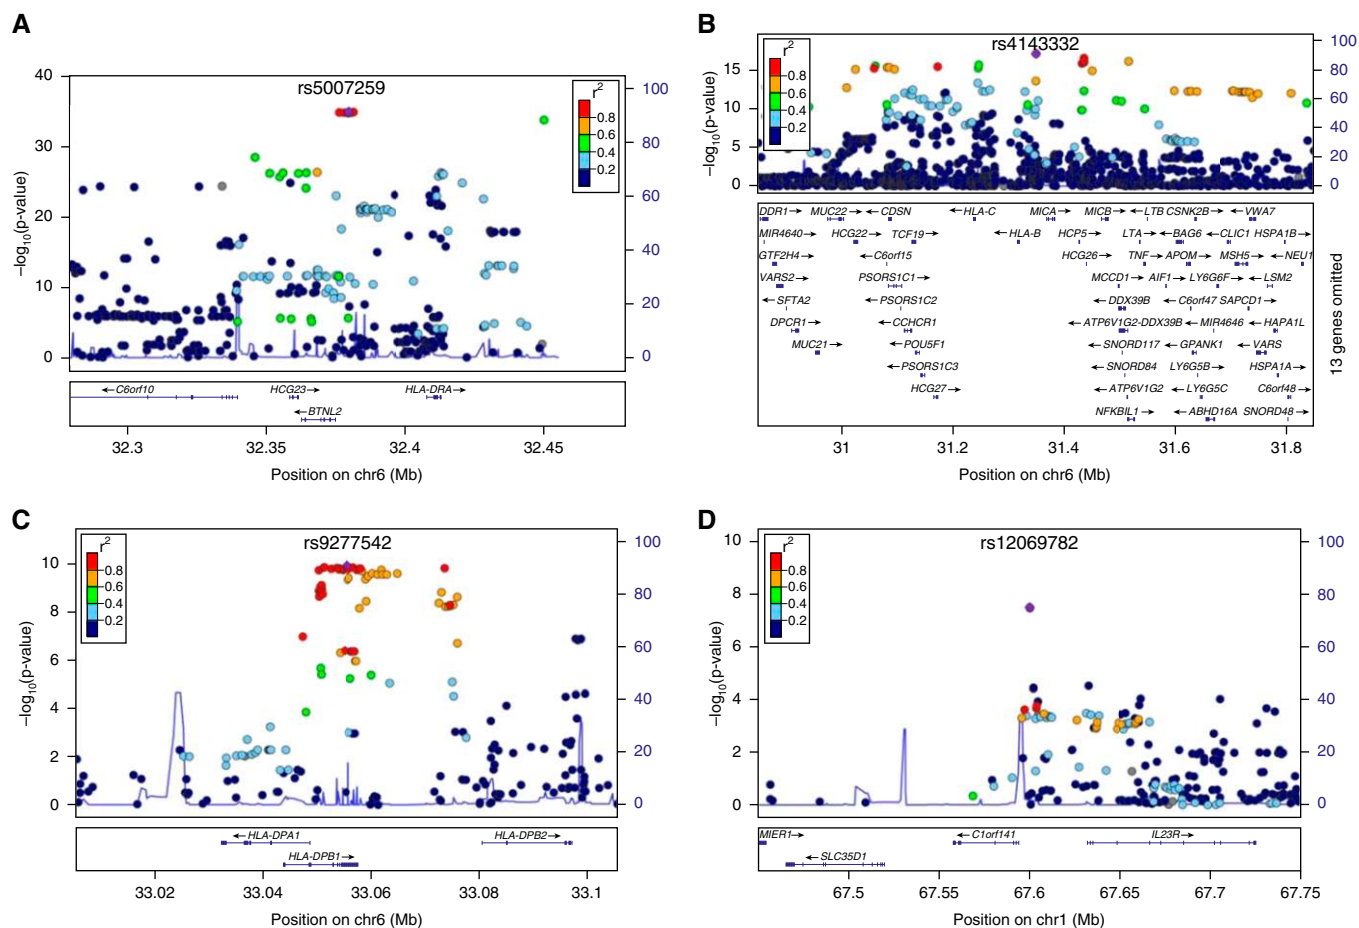 A
rs5007259
r2
0.8
0.6
0.4
0.2
40
30
20
10
0
100
80
60
40
20
0
–log10(p-value)
C6orf10
HCG23
HLA-DRA
BTNL2
32.3
32.35
32.4
32.45
Position on chr6 (Mb)
B
rs4143332
r2
0.8
0.6
0.4
0.2
15
10
5
0
100
80
60
40
20
0
–log10(p-value)
DDR1 MUC22 CDSN HLA-C MICA MICB LTB CSNK2B VWA7
MIR4640 HCG22 TCF19 HLA-B HCP5 LTA BAG6 CLIC1 HSPA1B
GTF2H4 C6orf15 HCG26 TNF APOM MSH5 NEU1
VARS2 PSORS1C1 MCCD1 AIF1 LY6G6F LSM2
SFTA2 PSORS1C2 DDX39B C6orf47 SAPCD1
DPCR1 CCHCR1 ATP6V1G2-DDX39B MIR4646 HAPA1L
MUC21 POU5F1 SNORD117 GPANK1 VARS
PSORS1C3 SNORD84 LY6G5B HSPA1A
HCG27 ATP6V1G2 LY6G5C C6orf48
NFKBIL1 ABHD16A SNORD48
13 genes omitted
31
31.2
31.4
31.6
31.8
Position on chr6 (Mb)
C
rs9277542
r2
0.8
0.6
0.4
0.2
10
8
6
4
2
0
100
80
60
40
20
0
–log10(p-value)
HLA-DPA1
HLA-DPB2
HLA-DPB1
33.02
33.04
33.06
33.08
33.1
Position on chr6 (Mb)
D
rs12069782
r2
0.8
0.6
0.4
0.2
10
8
6
4
2
0
100
80
60
40
20
0
–log10(p-value)
MIER1
C1orf141
IL23R
SLC35D1
67.5
67.55
67.6
67.65
67.7
67.75
Position on chr1 (Mb)